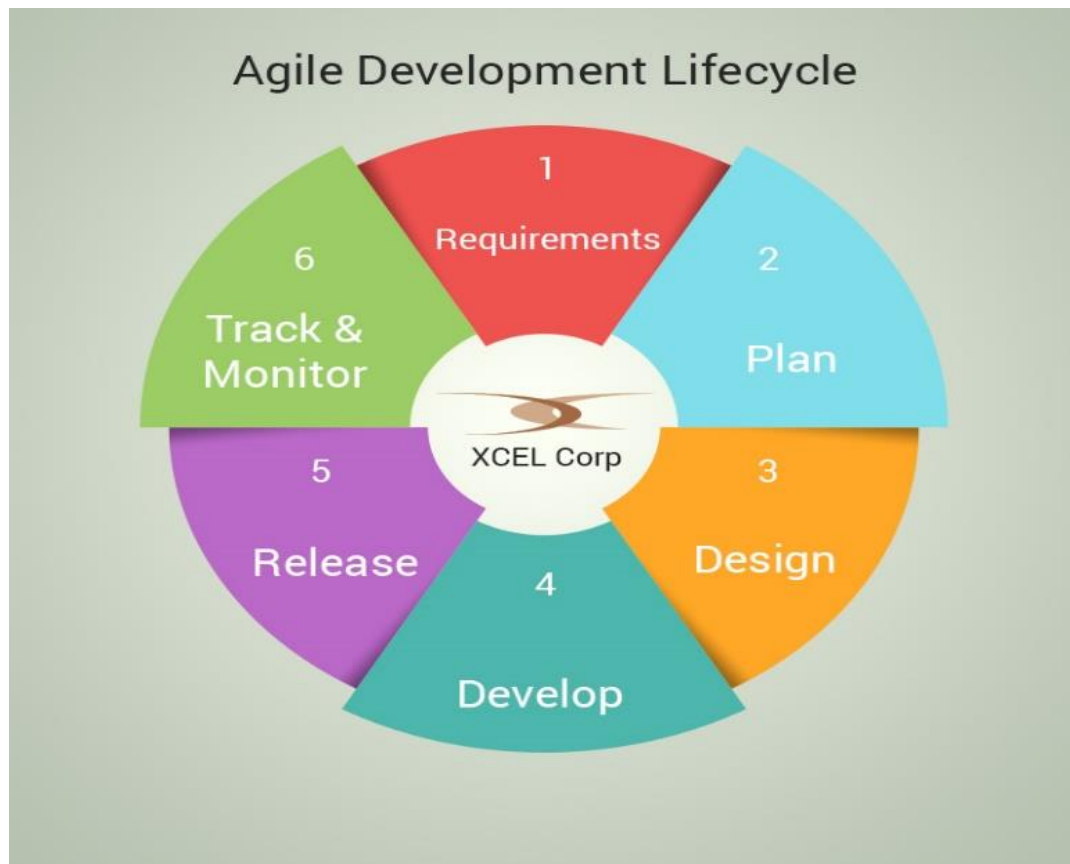 Agile Development Lifecycle
1
Requirements
2
Plan
3
Design
4
Develop
5
Release
6
Track &
Monitor
XCEL Corp